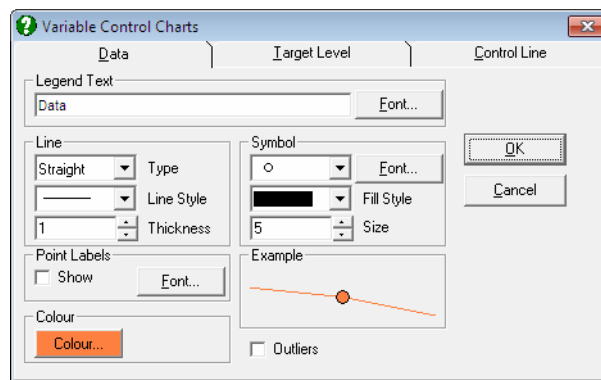 Variable Control Charts
Data Target Level Control Line
Legend Text
Data Font...
Line
Straight Type
Line Style
1 Thickness
Symbol
Font...
Fill Style
5 Size
OK
Cancel
Point Labels
Show Font...
Example
Colour
Colour...
Outliers